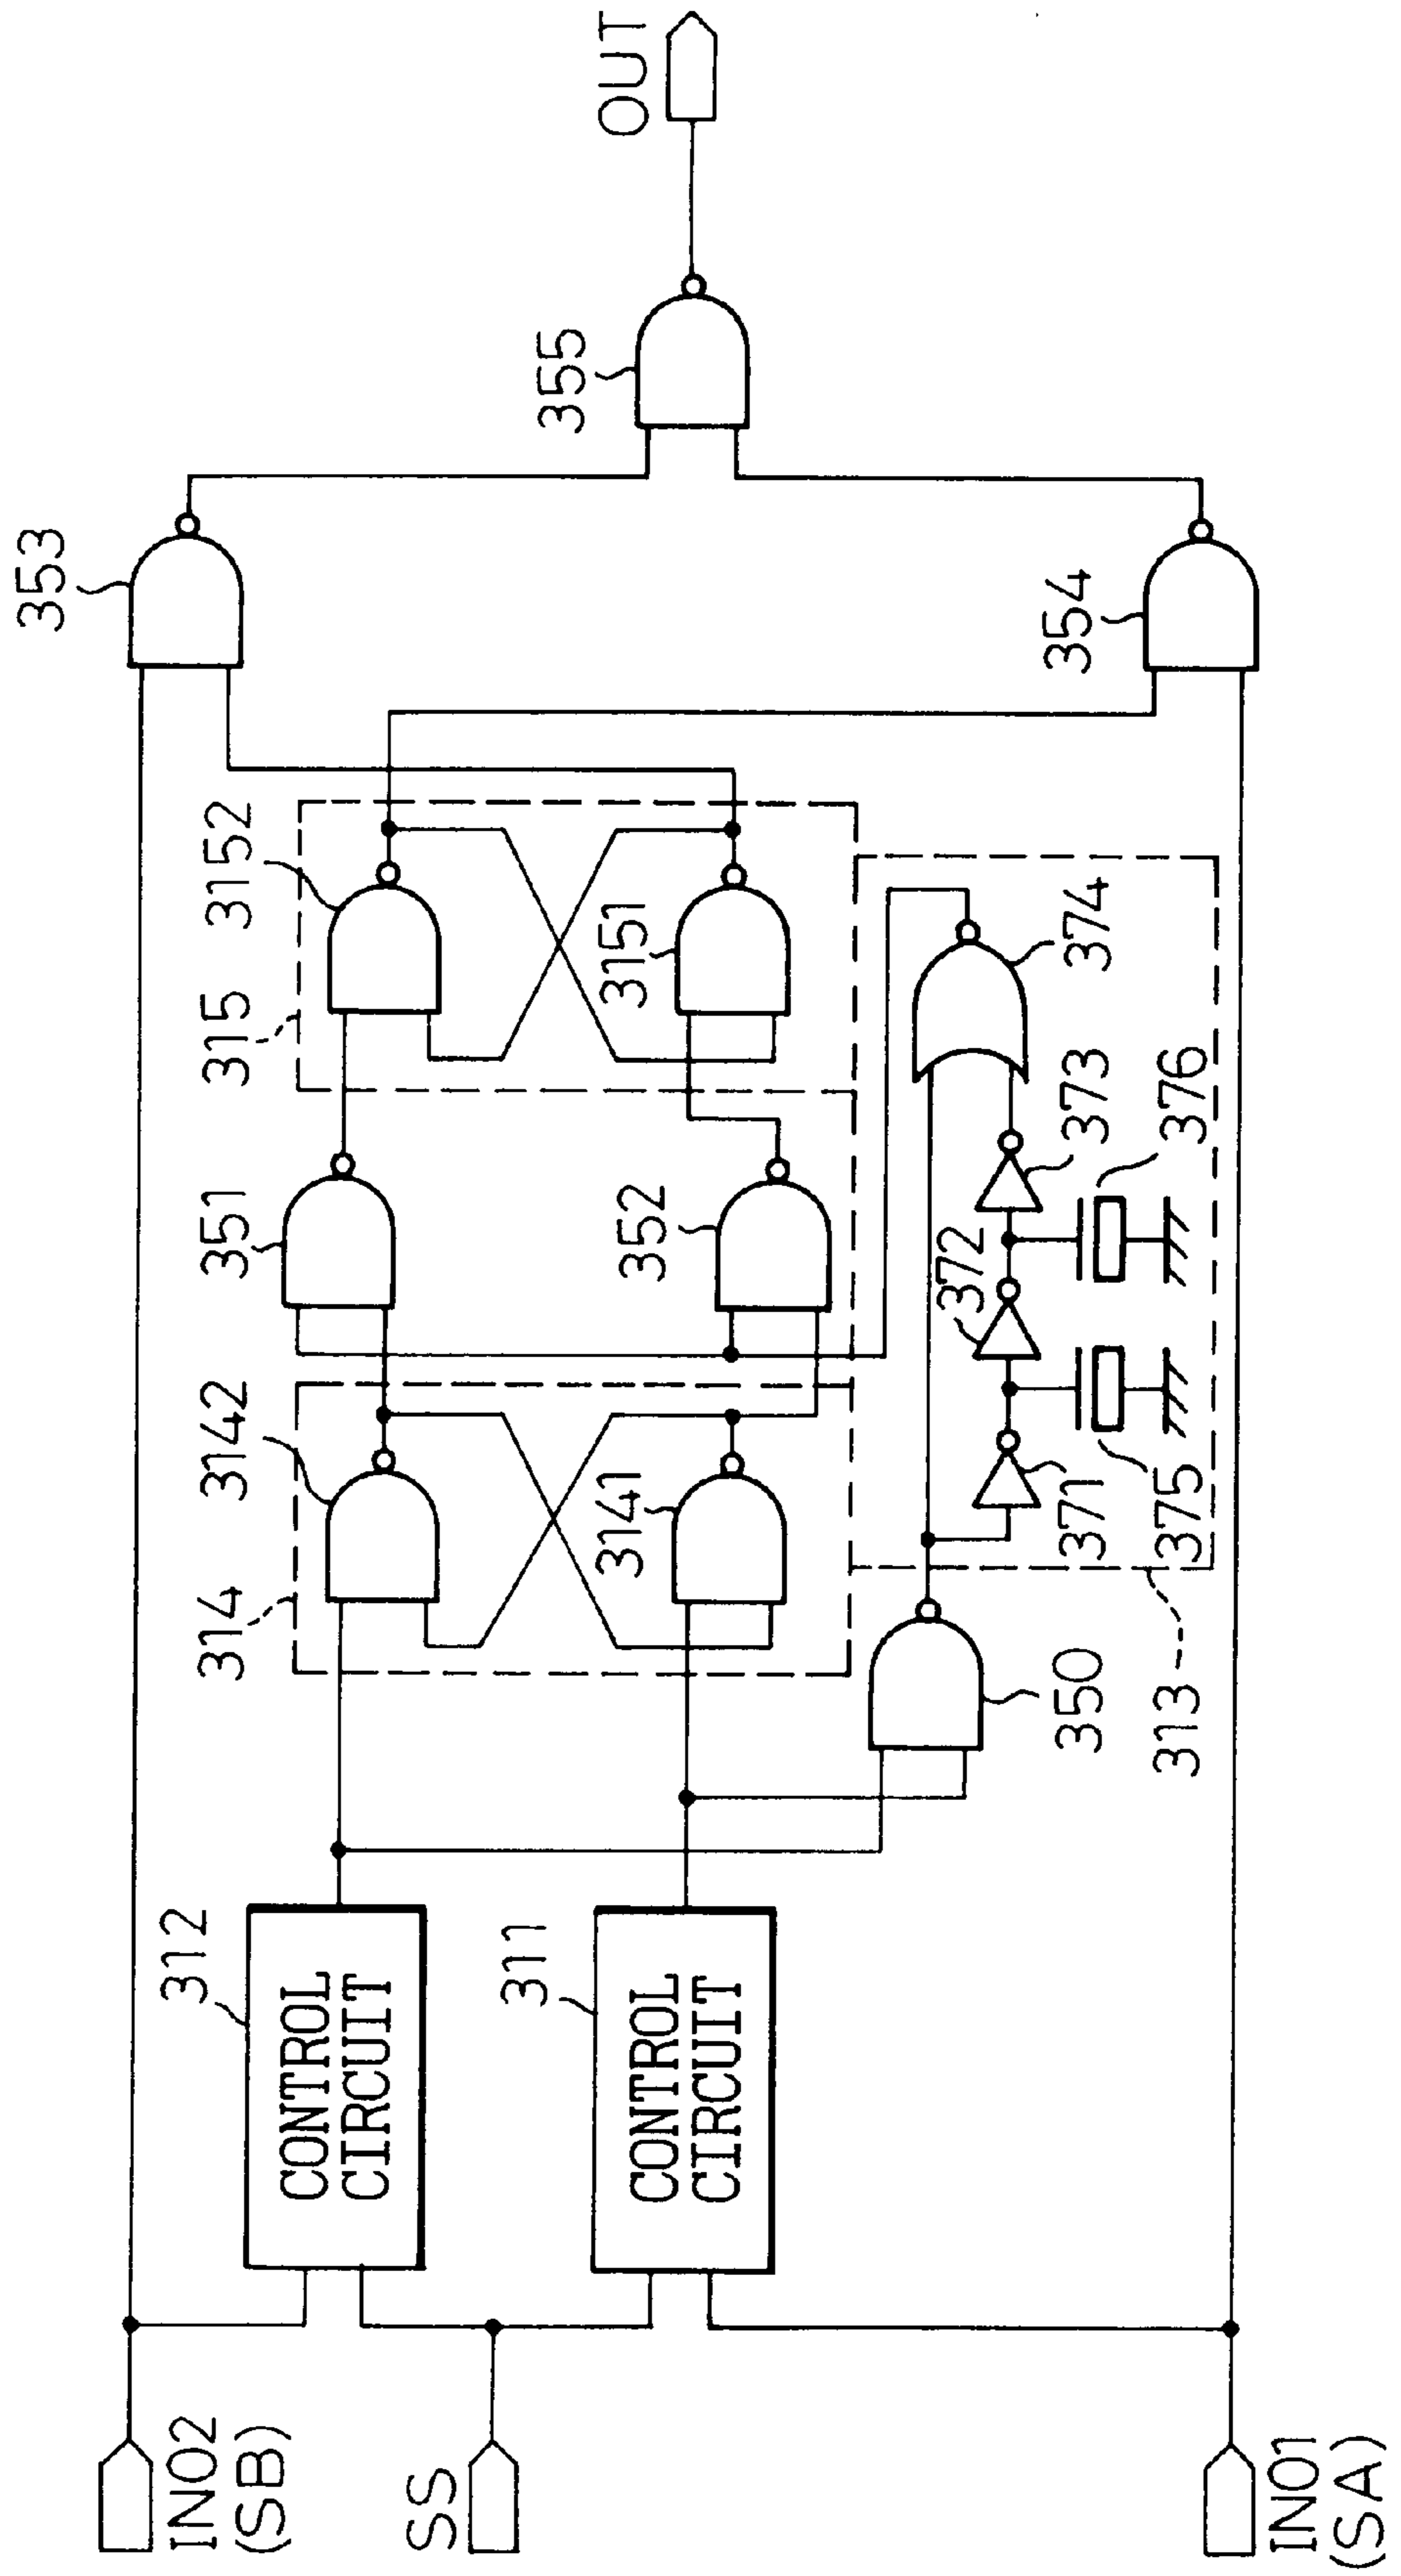 IN02
(SB)
SS
IN01
(SA)
312
CONTROL
CIRCUIT
311
CONTROL
CIRCUIT
314
3142
3141
350
313
351
352
371
372
373
374
375
376
315
3152
3151
353
354
355
OUT